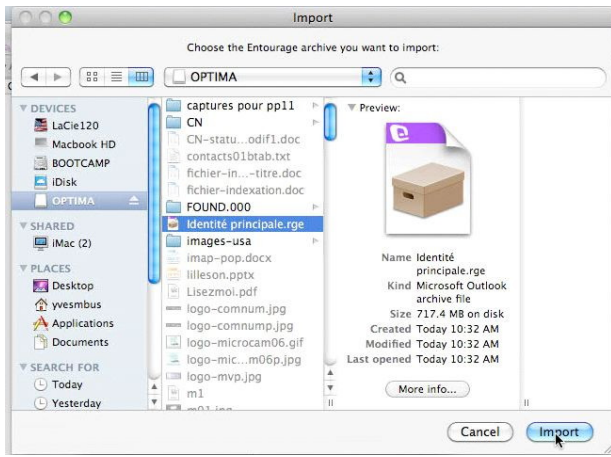 Import
Choose the Entourage archive you want to import:
OPTIMA
DEVICES
LaCie120
Macbook HD
BOOTCAMP
iDisk
OPTIMA
SHARED
iMac (2)
PLACES
Desktop
yvesmbus
Applications
Documents
SEARCH FOR
Today
Yesterday
captures pour pp11
CN
CN-statu...odif1.doc
contacts01btab.txt
fichier-in...-titre.doc
fichier-indexation.doc
FOUND.000
Identité principale.rge
images-usa
imap-pop.docx
lilleson.pptx
Lisezmoi.pdf
logo-comnum.jpg
logo-comnump.jpg
logo-microcam06.gif
logo-mic...m06p.jpg
logo-mvp.jpg
m1
m01.jpg
Preview:
Name Identité
principale.rge
Kind Microsoft Outlook
archive file
Size 717.4 MB on disk
Created Today 10:32 AM
Modified Today 10:32 AM
Last opened Today 10:32 AM
More info...
Cancel
Import